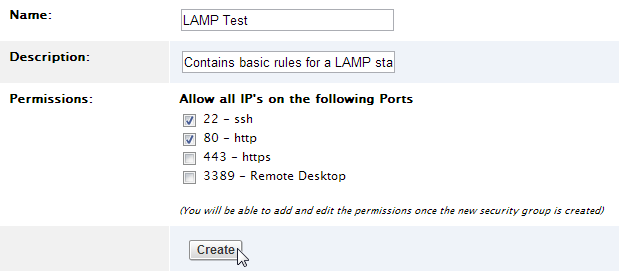 Name:
LAMP Test
Description:
Contains basic rules for a LAMP sta
Permissions:
Allow all IP's on the following Ports
22 - ssh
80 - http
443 - https
3389 - Remote Desktop
(You will be able to add and edit the permissions once the new security group is created)
Create